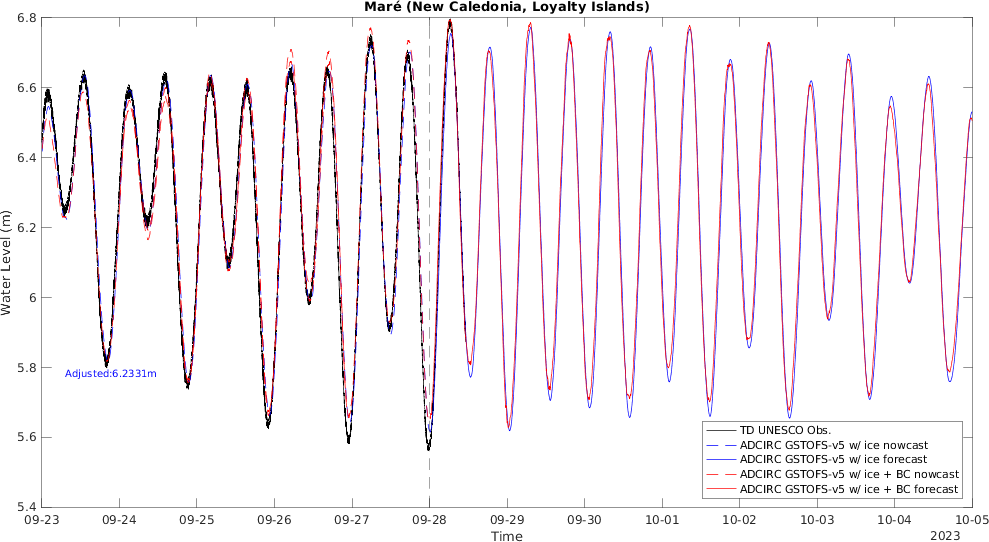 Maré (New Caledonia, Loyalty Islands)
6.8
6.6
6.4
6.2
6
5.8
5.6
5.4
Water Level (m)
Adjusted:6.2331m
TD UNESCO Obs.
ADCIRC GSTOFS-v5 w/ ice nowcast
ADCIRC GSTOFS-v5 w/ ice forecast
ADCIRC GSTOFS-v5 w/ ice + BC nowcast
ADCIRC GSTOFS-v5 w/ ice + BC forecast
09-23 09-24 09-25 09-26 09-27 09-28 09-29 09-30 10-01 10-02 10-03 10-04 10-05
Time
2023